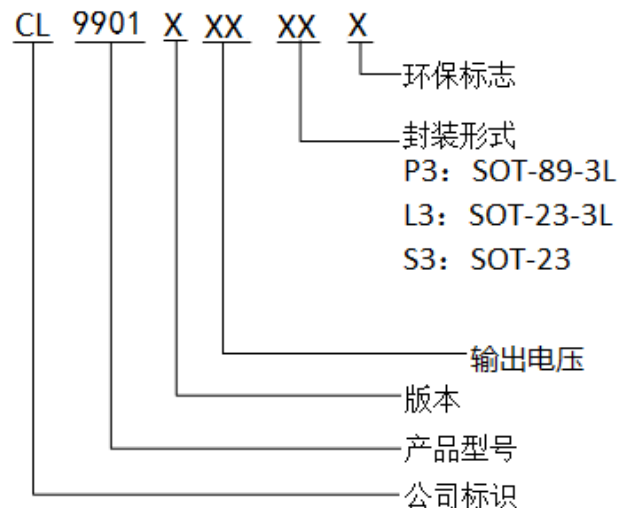 CL 9901 X XX XX X
环保标志
封装形式
P3：SOT-89-3L
L3：SOT-23-3L
S3：SOT-23
输出电压
版本
产品型号
公司标识